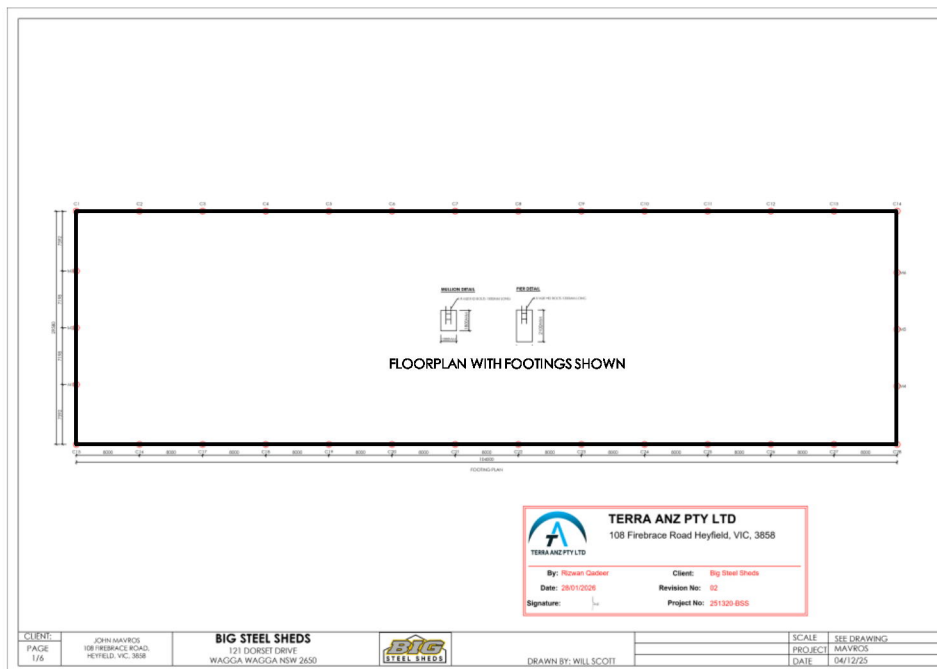 C1 C2 C3 C4 C5 C6 C7 C8 C9 C10 C11 C12 C13 C14
MULLION DETAIL
PIER DETAIL
FLOORPLAN WITH FOOTINGS SHOWN
C15 C16 C17 C18 C19 C20 C21 C22 C23 C24 C25 C26 C27 C28
8000 8000 8000 8000 8000 8000 8000 8000 8000 8000 8000 8000 8000
104000
FOOTING PLAN
TERRA ANZ PTY LTD
108 Firebrace Road Heyfield, VIC, 3858
TERRA ANZ PTY LTD
By: Rizwan Qadeer
Client: Big Steel Sheds
Date: 28/01/2026
Revision No: 02
Signature:
Project No: 251320-BSS
CLIENT:
PAGE
1/6
JOHN MAVROS
108 FIREBRACE ROAD,
HEYFIELD, VIC, 3858
BIG STEEL SHEDS
121 DORSET DRIVE
WAGGA WAGGA NSW 2650
BIG
STEEL SHEDS
DRAWN BY: WILL SCOTT
SCALE SEE DRAWING
PROJECT MAVROS
DATE 04/12/25